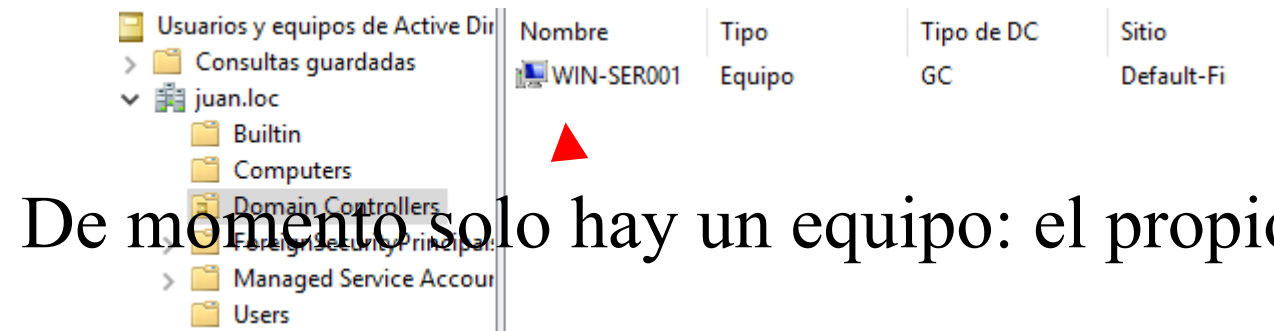 Usuarios y equipos de Active Dir
Consultas guardadas
juan.loc
Builtin
Computers
Domain Controllers
ForeignSecurityPrincipals
Managed Service Accour
Users
Nombre Tipo Tipo de DC Sitio
WIN-SER001 Equipo GC Default-Fi
De momento solo hay un equipo: el propio